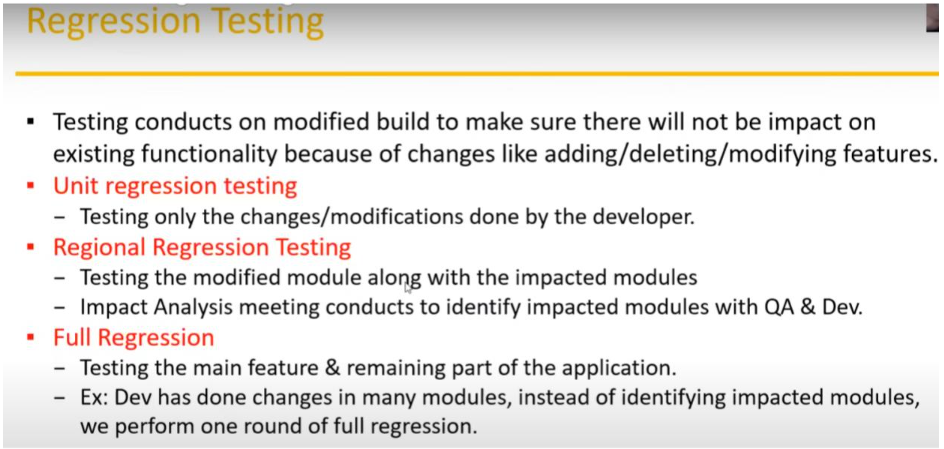 Regression Testing
▪ Testing conducts on modified build to make sure there will not be impact on
existing functionality because of changes like adding/deleting/modifying features.
▪ Unit regression testing
– Testing only the changes/modifications done by the developer.
▪ Regional Regression Testing
– Testing the modified module along with the impacted modules
– Impact Analysis meeting conducts to identify impacted modules with QA & Dev.
▪ Full Regression
– Testing the main feature & remaining part of the application.
– Ex: Dev has done changes in many modules, instead of identifying impacted modules,
we perform one round of full regression.